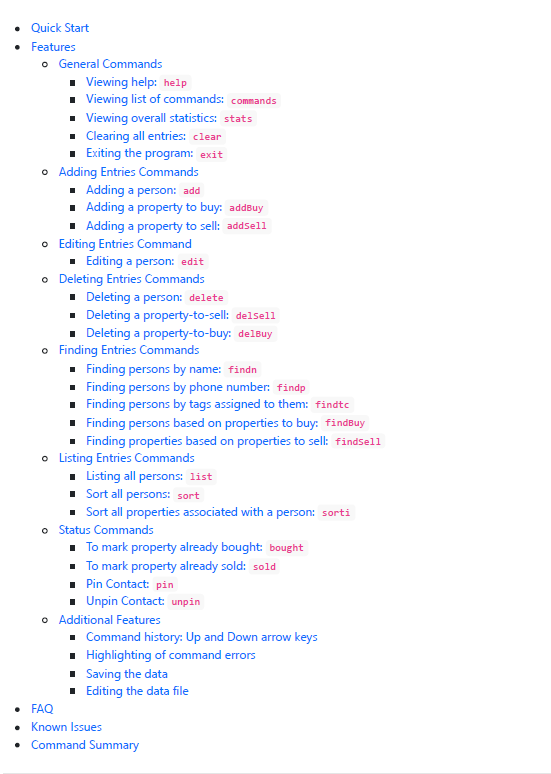 Quick Start
Features
General Commands
Viewing help: help
Viewing list of commands: commands
Viewing overall statistics: stats
Clearing all entries: clear
Exiting the program: exit
Adding Entries Commands
Adding a person: add
Adding a property to buy: addBuy
Adding a property to sell: addSell
Editing Entries Command
Editing a person: edit
Deleting Entries Commands
Deleting a person: delete
Deleting a property-to-sell: delSell
Deleting a property-to-buy: delBuy
Finding Entries Commands
Finding persons by name: findn
Finding persons by phone number: findp
Finding persons by tags assigned to them: findtc
Finding persons based on properties to buy: findBuy
Finding properties based on properties to sell: findSell
Listing Entries Commands
Listing all persons: list
Sort all persons: sort
Sort all properties associated with a person: sorti
Status Commands
To mark property already bought: bought
To mark property already sold: sold
Pin Contact: pin
Unpin Contact: unpin
Additional Features
Command history: Up and Down arrow keys
Highlighting of command errors
Saving the data
Editing the data file
FAQ
Known Issues
Command Summary